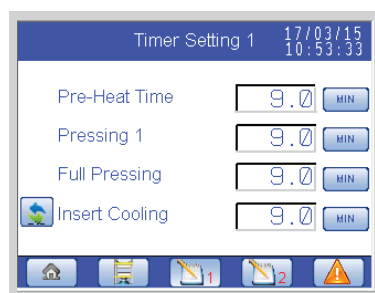 Timer Setting 1
17/03/15
10:53:33
Pre-Heat Time 9.0 MIN
Pressing 1 9.0 MIN
Full Pressing 9.0 MIN
Insert Cooling 9.0 MIN
1 2